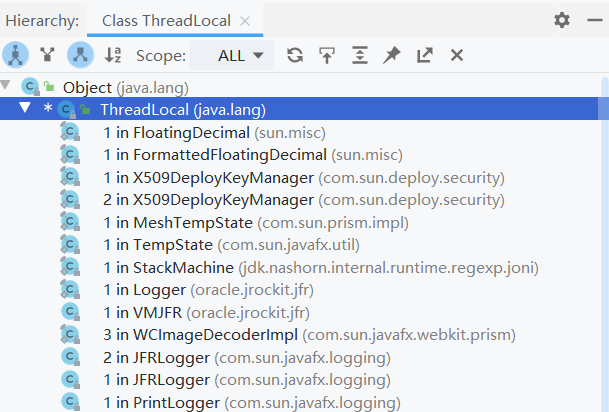 Hierarchy: Class ThreadLocal
Scope: ALL
Object (java.lang)
* ThreadLocal (java.lang)
1 in FloatingDecimal (sun.misc)
1 in FormattedFloatingDecimal (sun.misc)
1 in X509DeployKeyManager (com.sun.deploy.security)
2 in X509DeployKeyManager (com.sun.deploy.security)
1 in MeshTempState (com.sun.prism.impl)
1 in TempState (com.sun.javafx.util)
1 in StackMachine (jdk.nashorn.internal.runtime.regexp.joni)
1 in Logger (oracle.jrockit.jfr)
1 in VMJFR (oracle.jrockit.jfr)
3 in WCImageDecoderImpl (com.sun.javafx.webkit.prism)
2 in JFRLogger (com.sun.javafx.logging)
1 in JFRLogger (com.sun.javafx.logging)
1 in PrintLogger (com.sun.javafx.logging)